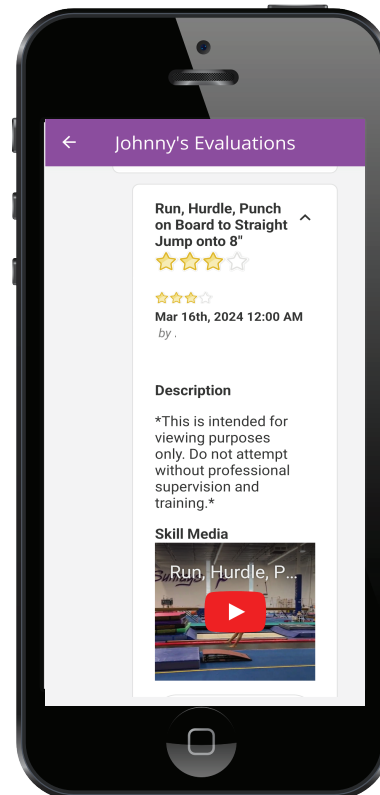 Johnny's Evaluations
Run, Hurdle, Punch
on Board to Straight
Jump onto 8"
Mar 16th, 2024 12:00 AM
by .
Description
*This is intended for
viewing purposes
only. Do not attempt
without professional
supervision and
training.*
Skill Media
Run, Hurdle, P...